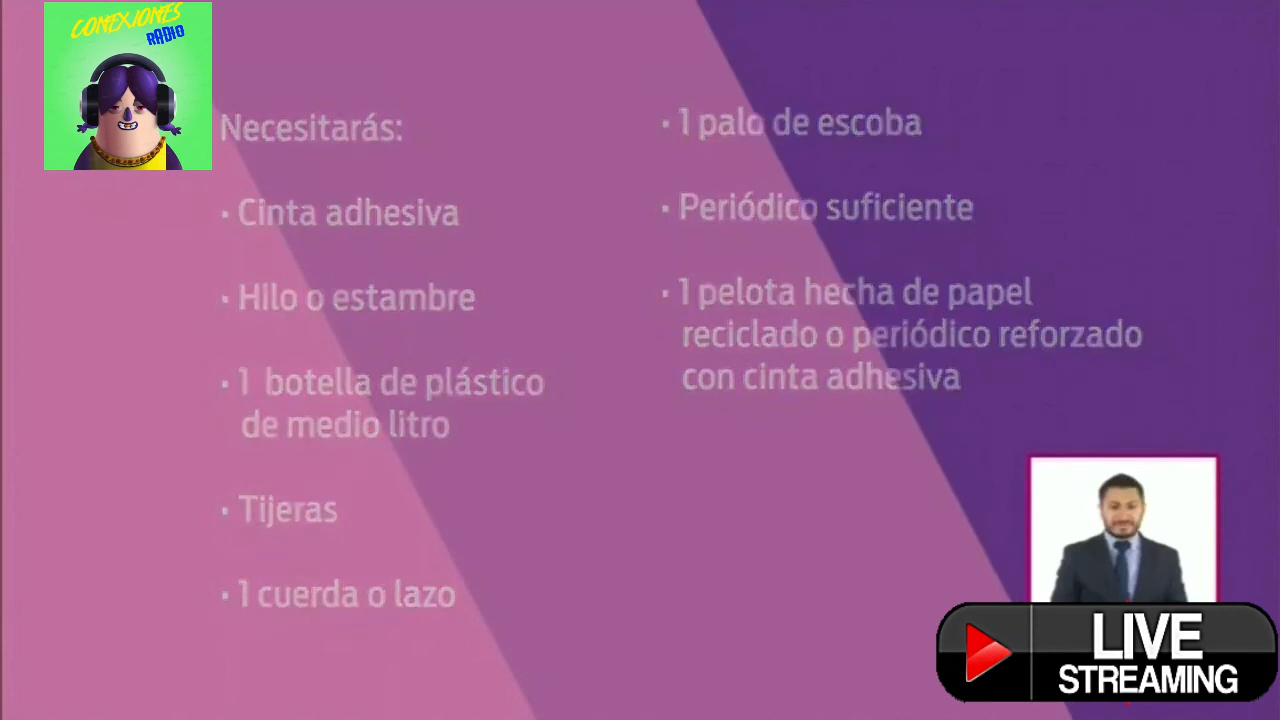 CONEXIONES
RADIO
Necesitarás:
• Cinta adhesiva
• Hilo o estambre
• 1 botella de plástico
de medio litro
• Tijeras
• 1 cuerda o lazo
• 1 palo de escoba
• Periódico suficiente
• 1 pelota hecha de papel
reciclado o periódico reforzado
con cinta adhesiva
LIVE
STREAMING